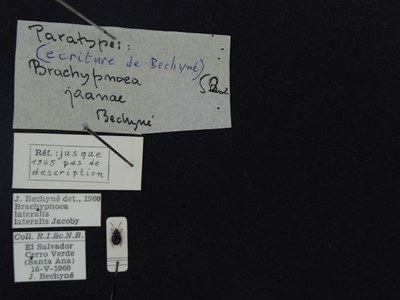 Paratypes:
(ecriture de Bechyné)
Brachypnoea
jaanae
Bechyné
Réf.: jusque
1965 pas de
description
J. Bechyné det., 1960
Brachypnoea
lateralis
lateralis Jacoby
Coll. R.I.Sc.N.B.
El Salvador
Cerro Verde
(Santa Ana)
16-V-1960
J. Bechyné